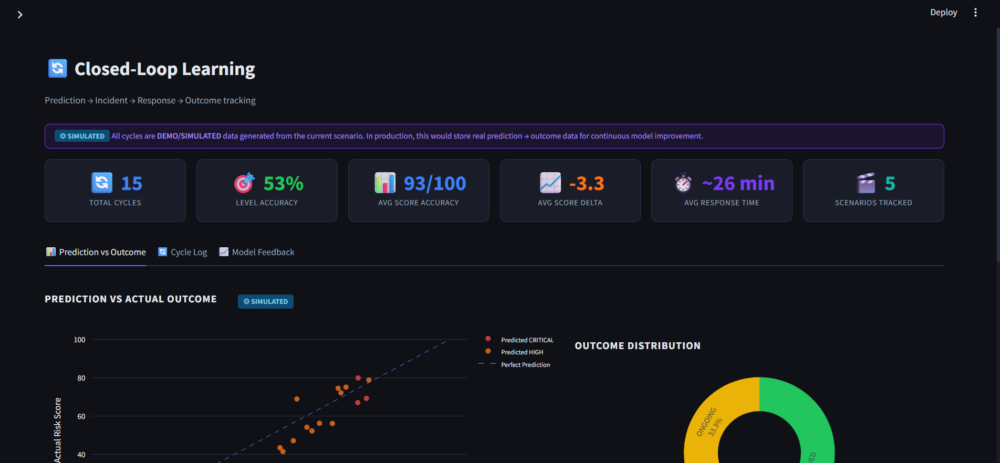 Deploy
Closed-Loop Learning
Prediction → Incident → Response → Outcome tracking
SIMULATED All cycles are DEMO/SIMULATED data generated from the current scenario. In production, this would store real prediction → outcome data for continuous model improvement.
15
TOTAL CYCLES
53%
LEVEL ACCURACY
93/100
AVG SCORE ACCURACY
-3.3
AVG SCORE DELTA
~26 min
AVG RESPONSE TIME
5
SCENARIOS TRACKED
Prediction vs Outcome
Cycle Log
Model Feedback
PREDICTION VS ACTUAL OUTCOME
SIMULATED
100
80
60
40
Actual Risk Score
Predicted CRITICAL
Predicted HIGH
Perfect Prediction
OUTCOME DISTRIBUTION
ONGOING
33.3%